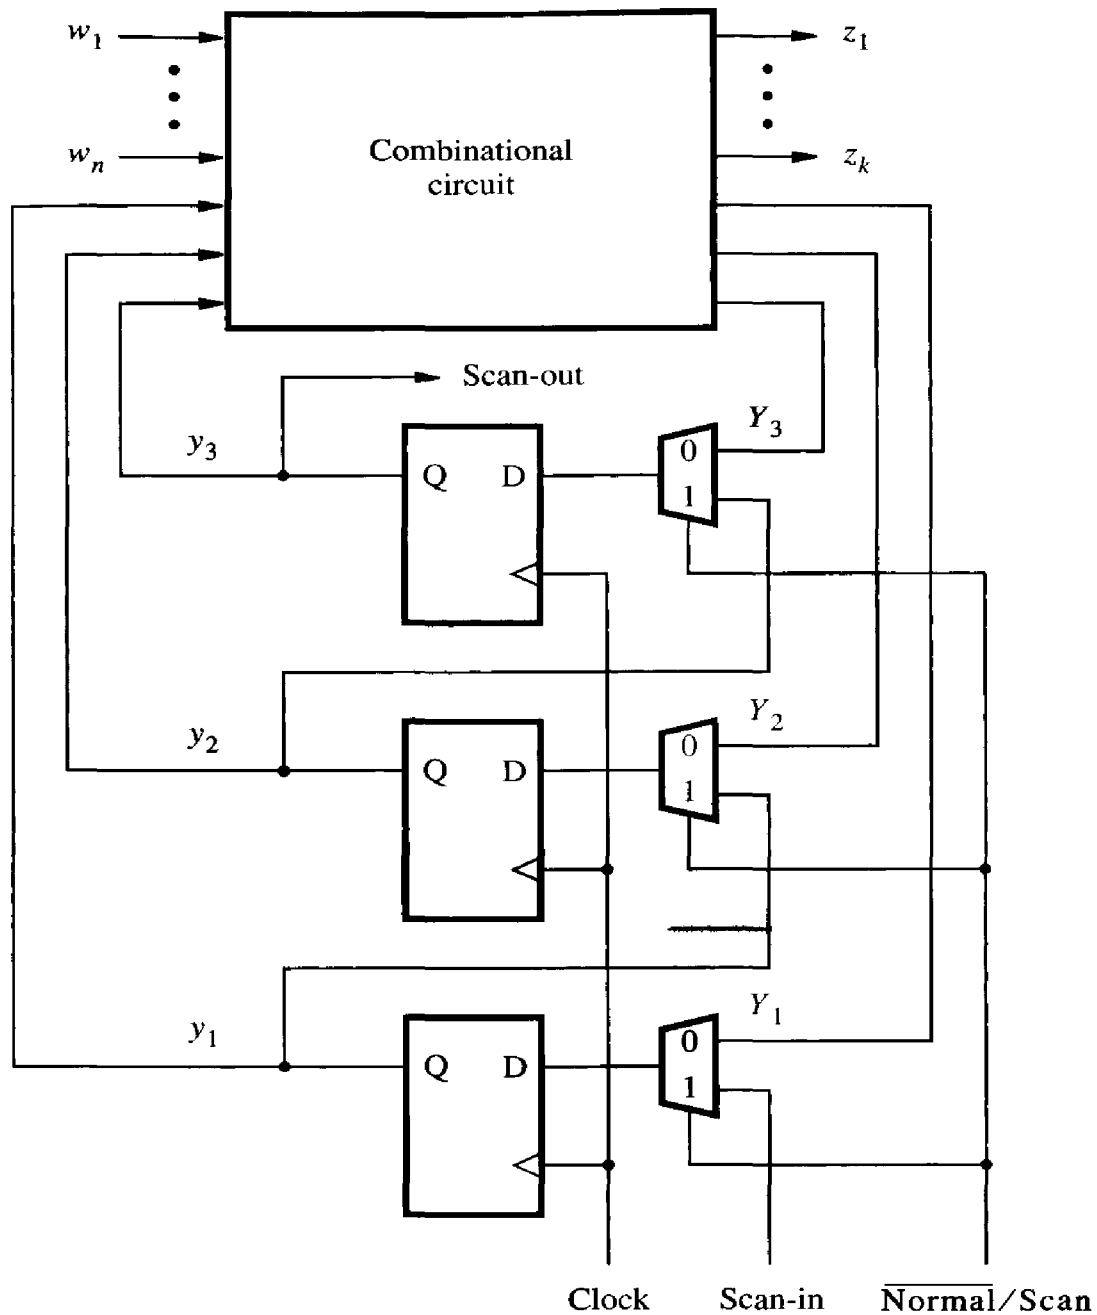 w₁ z₁
Combinational
circuit
wₙ zₖ
Scan-out
y₃ Q D 0 Y₃
1
y₂ Q D 0 Y₂
1
y₁ Q D 0 Y₁
1
Clock Scan-in N̅o̅r̅m̅a̅l̅/Scan